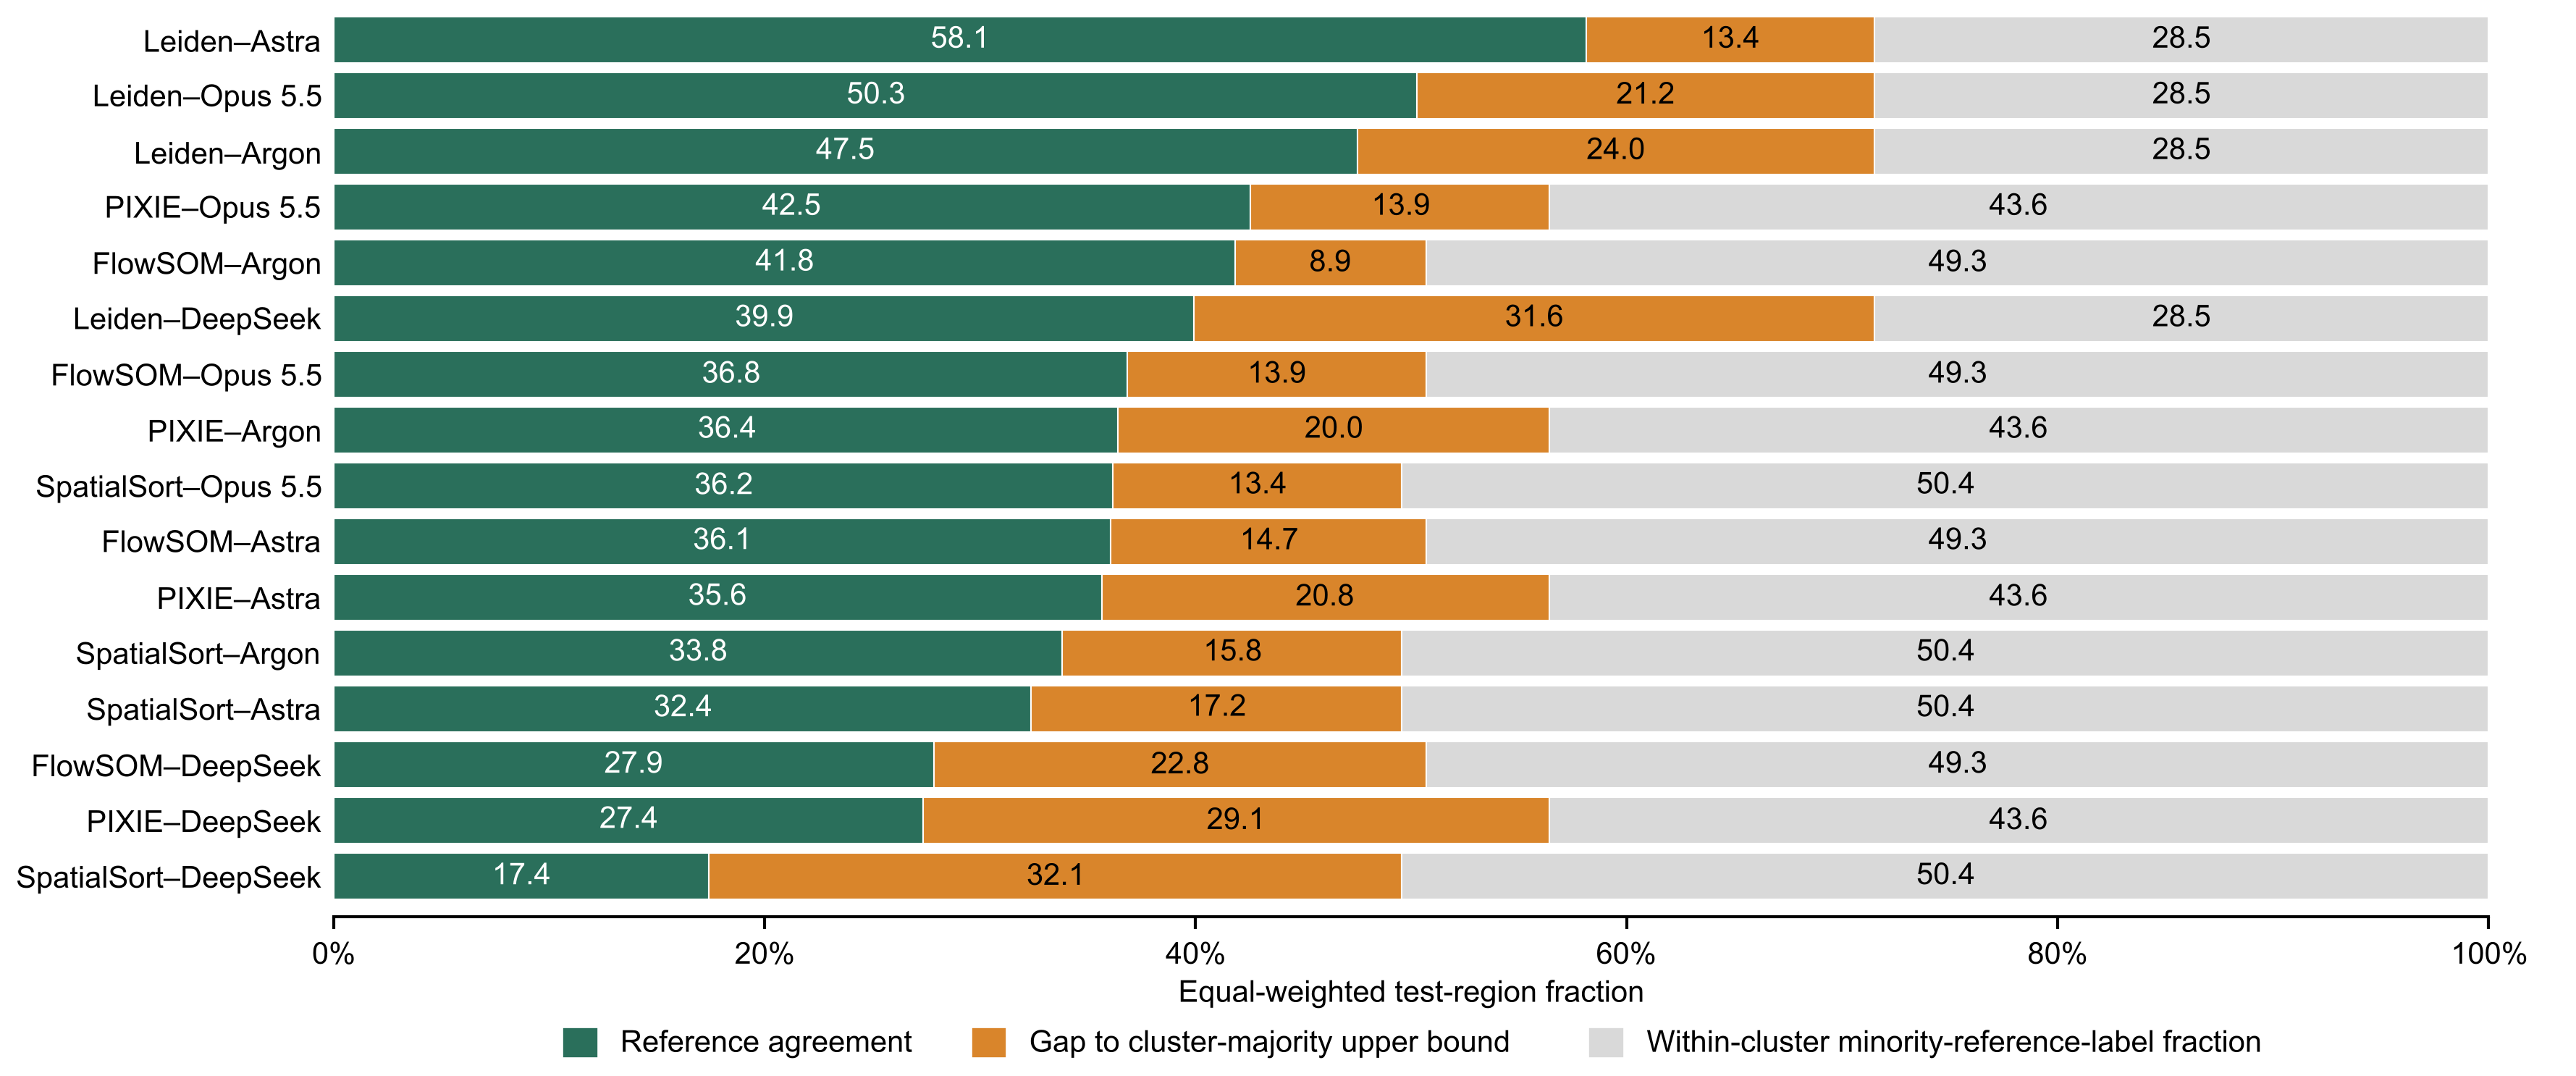 Leiden–Astra 58.1 13.4 28.5
Leiden–Opus 5.5 50.3 21.2 28.5
Leiden–Argon 47.5 24.0 28.5
PIXIE–Opus 5.5 42.5 13.9 43.6
FlowSOM–Argon 41.8 8.9 49.3
Leiden–DeepSeek 39.9 31.6 28.5
FlowSOM–Opus 5.5 36.8 13.9 49.3
PIXIE–Argon 36.4 20.0 43.6
SpatialSort–Opus 5.5 36.2 13.4 50.4
FlowSOM–Astra 36.1 14.7 49.3
PIXIE–Astra 35.6 20.8 43.6
SpatialSort–Argon 33.8 15.8 50.4
SpatialSort–Astra 32.4 17.2 50.4
FlowSOM–DeepSeek 27.9 22.8 49.3
PIXIE–DeepSeek 27.4 29.1 43.6
SpatialSort–DeepSeek 17.4 32.1 50.4
0% 20% 40% 60% 80% 100%
Equal-weighted test-region fraction
Reference agreement Gap to cluster-majority upper bound Within-cluster minority-reference-label fraction